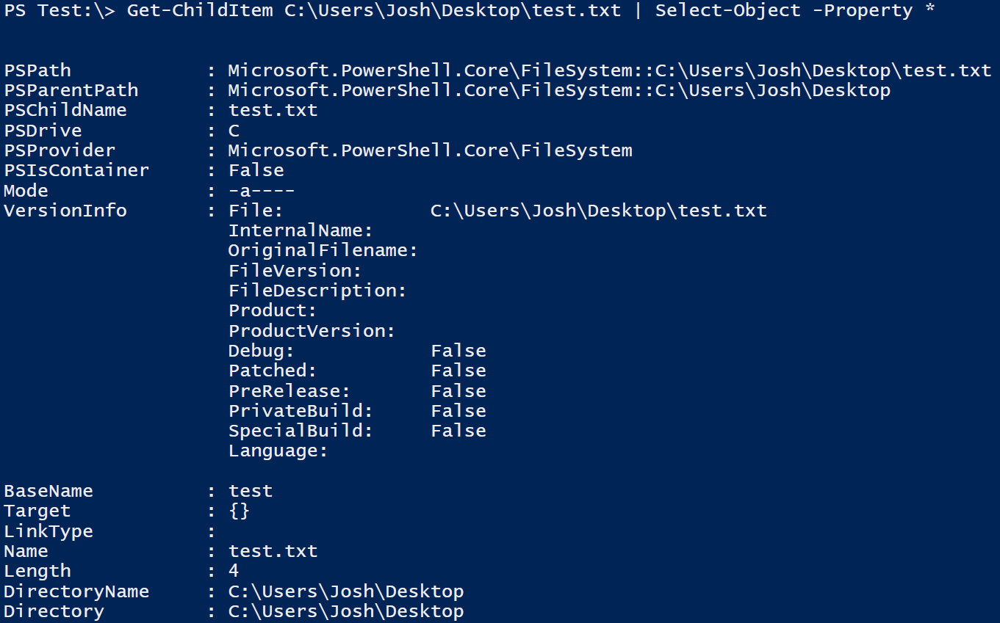 PS Test:\> Get-ChildItem C:\Users\Josh\Desktop\test.txt | Select-Object -Property *
PSPath            : Microsoft.PowerShell.Core\FileSystem::C:\Users\Josh\Desktop\test.txt
PSParentPath      : Microsoft.PowerShell.Core\FileSystem::C:\Users\Josh\Desktop
PSChildName       : test.txt
PSDrive           : C
PSProvider        : Microsoft.PowerShell.Core\FileSystem
PSIsContainer     : False
Mode              : -a----
VersionInfo       : File:             C:\Users\Josh\Desktop\test.txt
                    InternalName:
                    OriginalFilename:
                    FileVersion:
                    FileDescription:
                    Product:
                    ProductVersion:
                    Debug:            False
                    Patched:          False
                    PreRelease:       False
                    PrivateBuild:     False
                    SpecialBuild:     False
                    Language:
BaseName          : test
Target            : {}
LinkType          :
Name              : test.txt
Length            : 4
DirectoryName     : C:\Users\Josh\Desktop
Directory         : C:\Users\Josh\Desktop